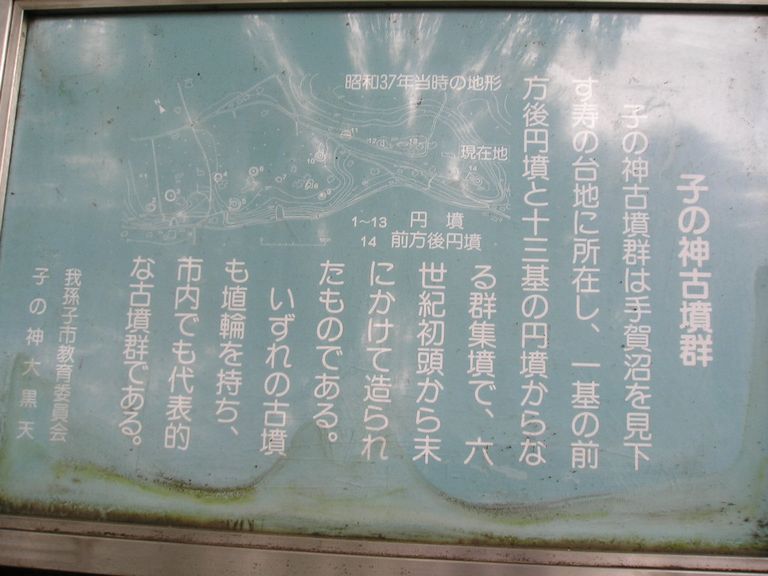 子の神古墳群
子の神古墳群は手賀沼を見下
す寿の台地に所在し、一基の前
方後円墳と十三基の円墳からな
る群集墳で、六
世紀初頭から末
にかけて造られ
たものである。
いずれの古墳
も埴輪を持ち、
市内でも代表的
な古墳群である。
我孫子市教育委員会
子の神大黒天
昭和37年当時の地形
現在地
1～13 円墳
14 前方後円墳
N
11
12
10
14